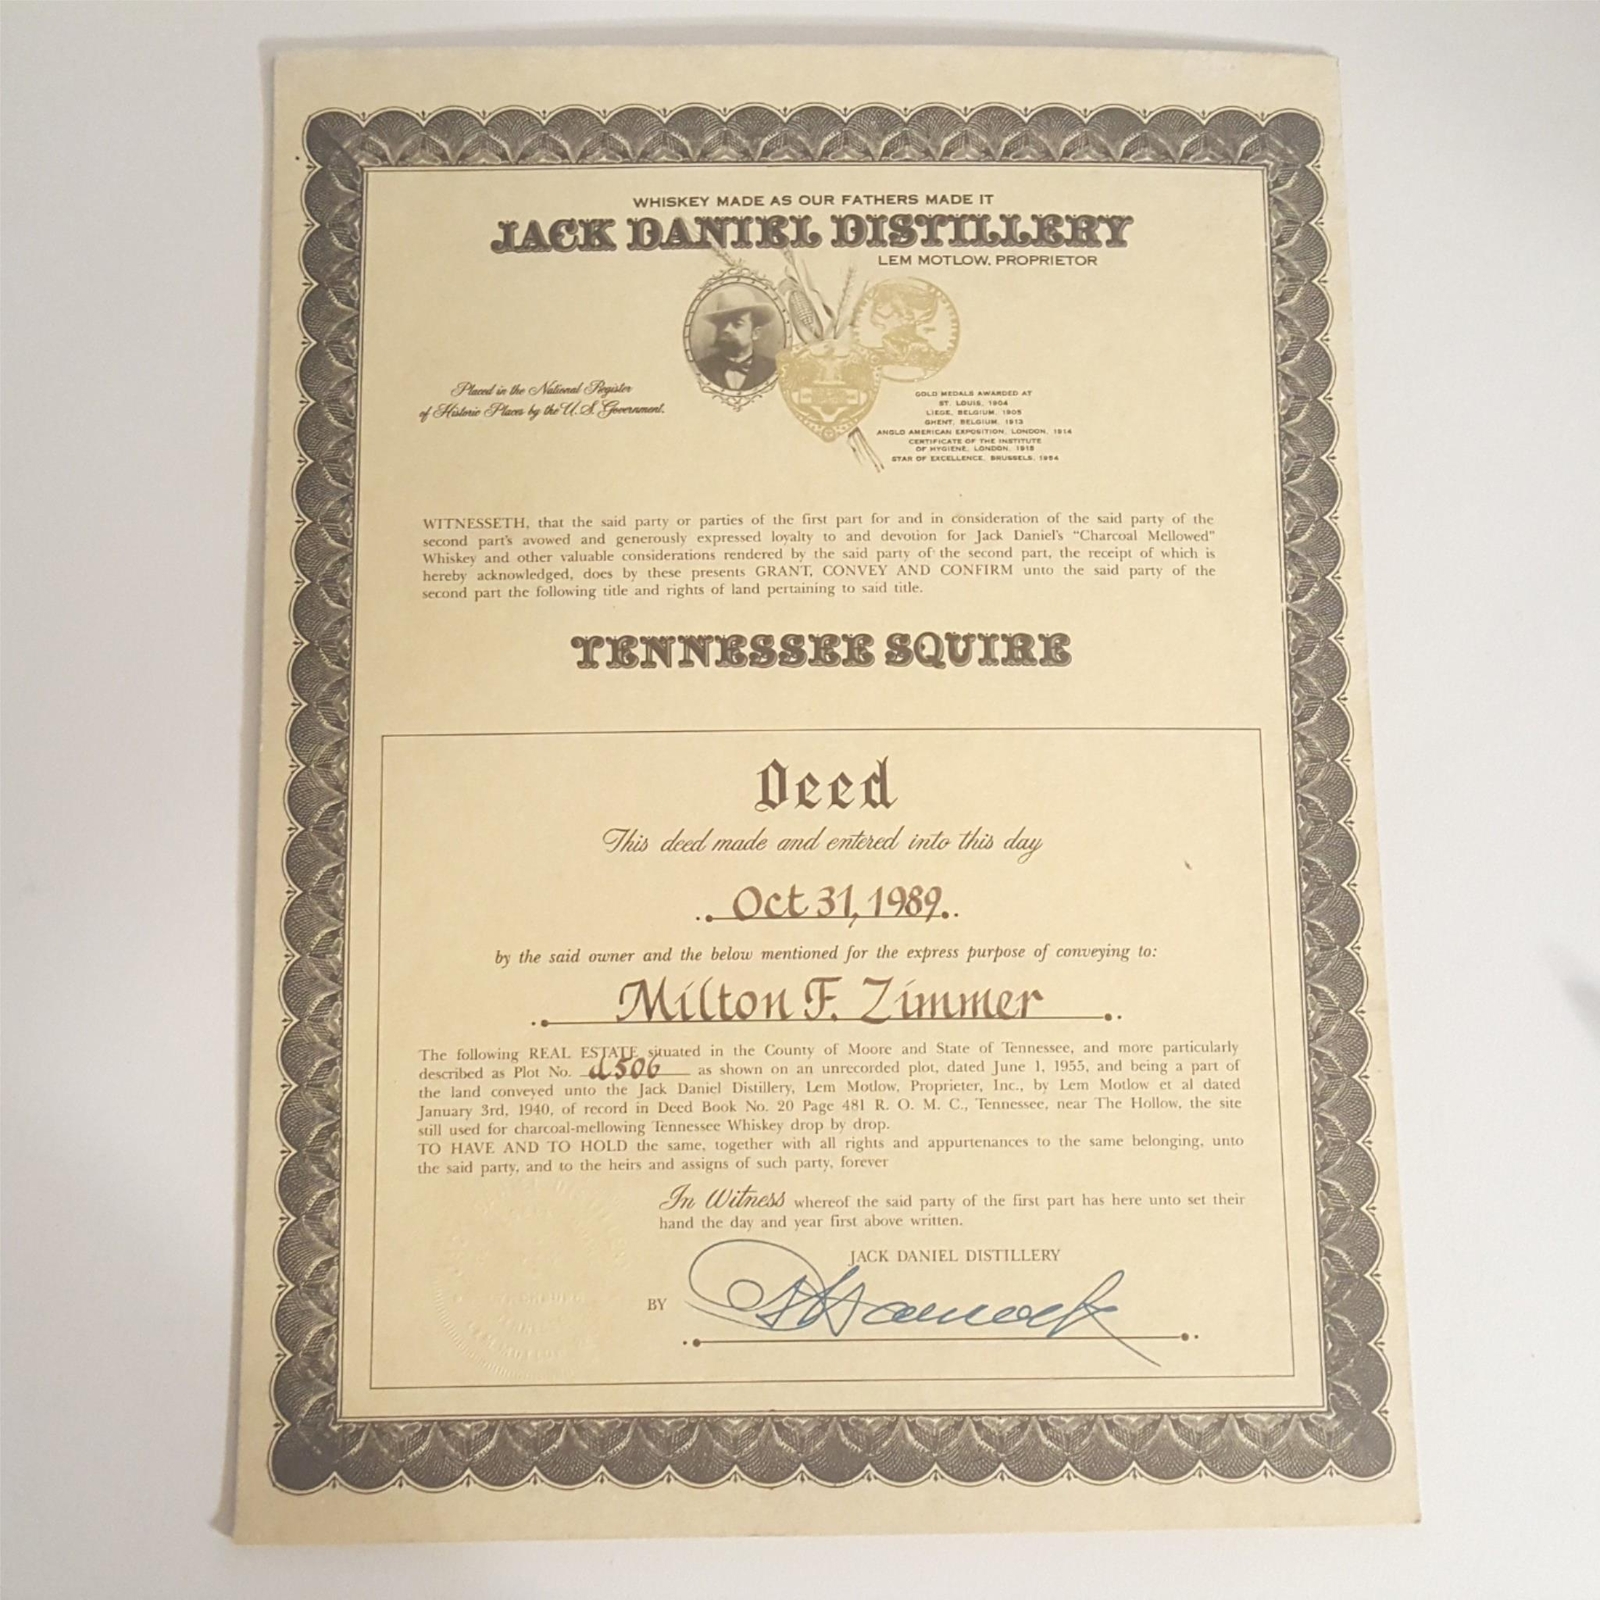 WHISKEY MADE AS OUR FATHERS MADE IT
JACK DANIEL DISTILLERY
LEM MOTLOW, PROPRIETOR
Placed in the National Register
of Historic Places by the U.S. Government.
GOLD MEDALS AWARDED AT
ST. LOUIS, 1904
LIEGE, BELGIUM, 1905
GHENT, BELGIUM, 1913
ANGLO AMERICAN EXPOSITION, LONDON, 1914
CERTIFICATE OF THE INSTITUTE
OF HYGIENE, LONDON, 1915
STAR OF EXCELLENCE, BRUSSELS, 1954
WITNESSETH, that the said party or parties of the first part for and in consideration of the said party of the
second part's avowed and generously expressed loyalty to and devotion for Jack Daniel's "Charcoal Mellowed"
Whiskey and other valuable considerations rendered by the said party of the second part, the receipt of which is
hereby acknowledged, does by these presents GRANT, CONVEY AND CONFIRM unto the said party of the
second part the following title and rights of land pertaining to said title.
TENNESSEE SQUIRE
Deed
This deed made and entered into this day
Oct 31, 1989
by the said owner and the below mentioned for the express purpose of conveying to:
Milton F. Zimmer
The following REAL ESTATE situated in the County of Moore and State of Tennessee, and more particularly
described as Plot No. d506 as shown on an unrecorded plot, dated June 1, 1955, and being a part of
the land conveyed unto the Jack Daniel Distillery, Lem Motlow, Proprieter, Inc., by Lem Motlow et al dated
January 3rd, 1940, of record in Deed Book No. 20 Page 481 R. O. M. C., Tennessee, near The Hollow, the site
still used for charcoal-mellowing Tennessee Whiskey drop by drop.
TO HAVE AND TO HOLD the same, together with all rights and appurtenances to the same belonging, unto
the said party, and to the heirs and assigns of such party, forever
In Witness whereof the said party of the first part has here unto set their
hand the day and year first above written.
JACK DANIEL DISTILLERY
BY